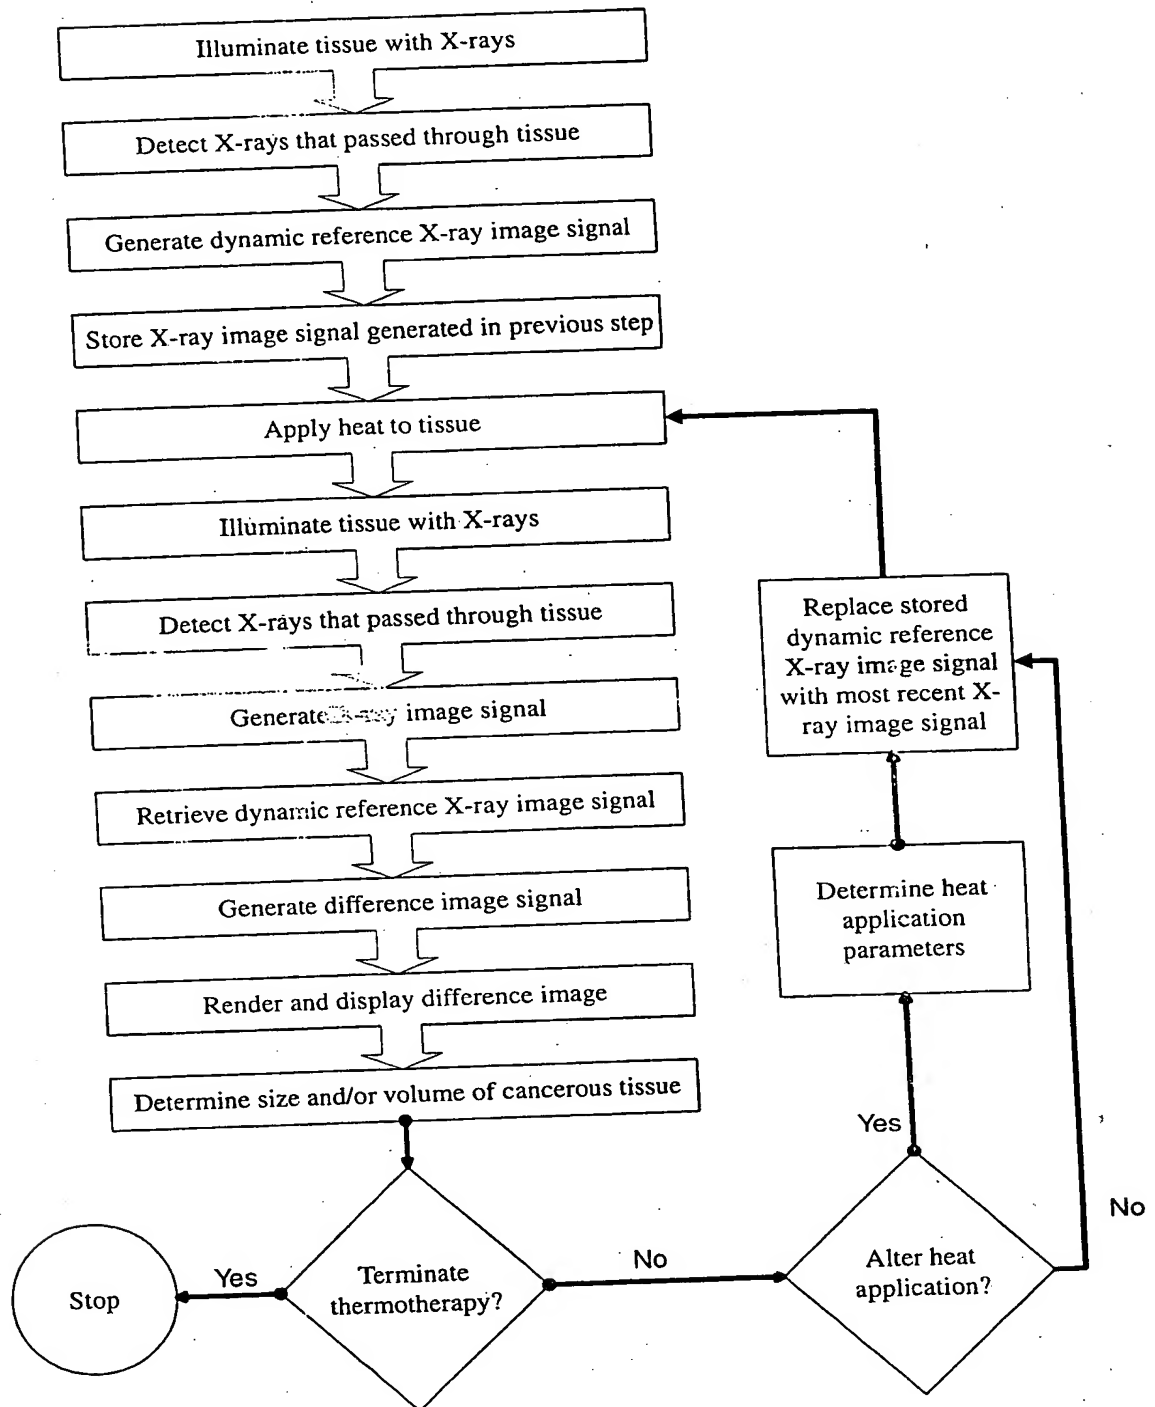 Illuminate tissue with X-rays
Detect X-rays that passed through tissue
Generate dynamic reference X-ray image signal
Store X-ray image signal generated in previous step
Apply heat to tissue
Illuminate tissue with X-rays
Detect X-rays that passed through tissue
Generate X-ray image signal
Retrieve dynamic reference X-ray image signal
Generate difference image signal
Render and display difference image
Determine size and/or volume of cancerous tissue
Terminate
thermotherapy?
Yes
Stop
No
Alter heat
application?
Yes
Determine heat
application
parameters
No
Replace stored
dynamic reference
X-ray image signal
with most recent X-
ray image signal